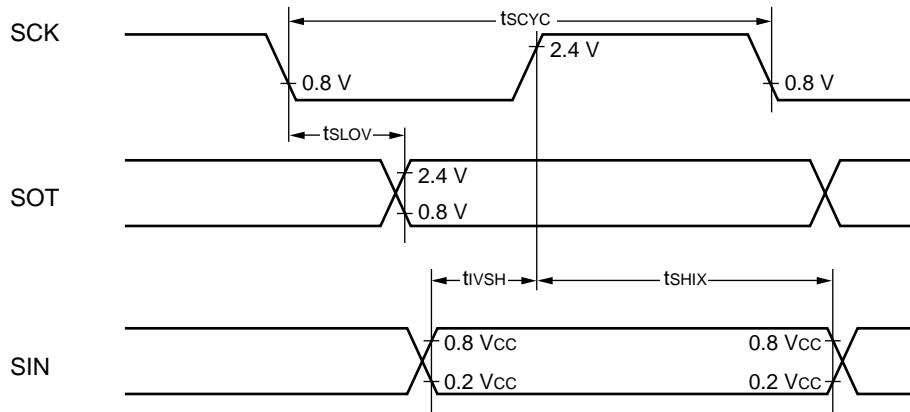 tSCYC
SCK
2.4 V
0.8 V
0.8 V
tSLOV
SOT
2.4 V
0.8 V
tIVSH
tSHIX
SIN
0.8 VCC
0.8 VCC
0.2 VCC
0.2 VCC